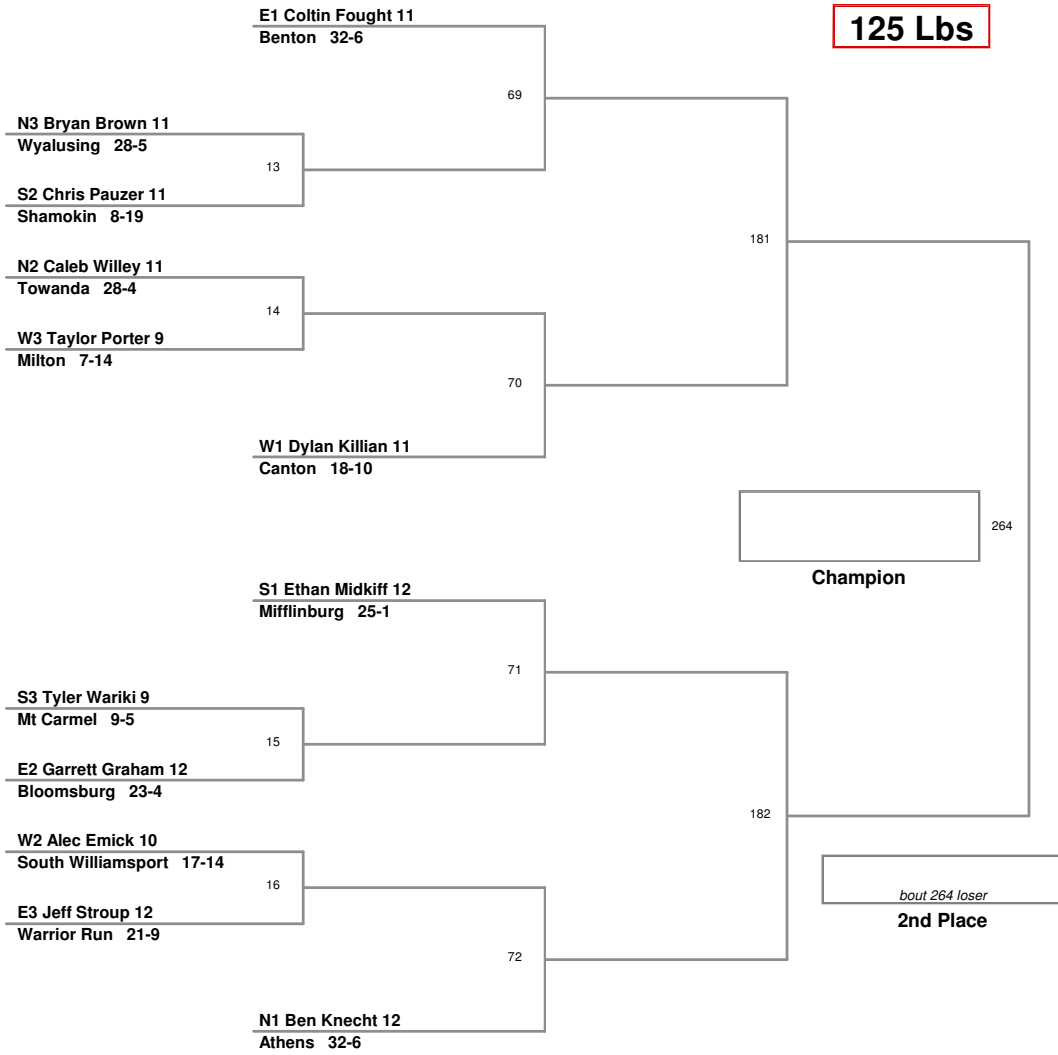 E1 Coltin Fought 11
125 Lbs
Benton 32-6
69
N3 Bryan Brown 11
Wyalusing 28-5
13
S2 Chris Pauzer 11
Shamokin 8-19
181
N2 Caleb Willey 11
Towanda 28-4
14
W3 Taylor Porter 9
Milton 7-14
70
W1 Dylan Killian 11
Canton 18-10
264
Champion
S1 Ethan Midkiff 12
Mifflinburg 25-1
71
S3 Tyler Wariki 9
Mt Carmel 9-5
15
E2 Garrett Graham 12
Bloomsburg 23-4
182
W2 Alec Emick 10
South Williamsport 17-14
16
bout 264 loser
E3 Jeff Stroup 12
2nd Place
Warrior Run 21-9
72
N1 Ben Knecht 12
Athens 32-6